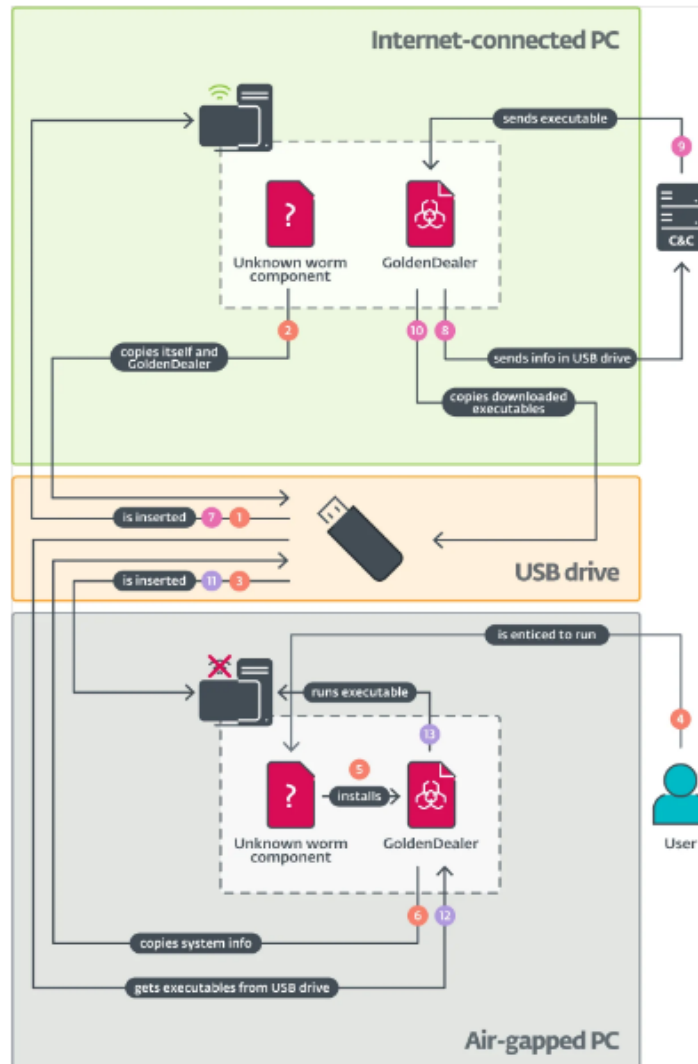 Internet-connected PC
sends executable
9
?
C&C
Unknown worm
component
GoldenDealer
2
10
8
copies itself and
GoldenDealer
sends info in USB drive
copies downloaded
executables
is inserted
7
1
is inserted
11
3
USB drive
is enticed to run
runs executable
4
13
5
?
installs
Unknown worm
component
GoldenDealer
User
6
12
copies system info
gets executables from USB drive
Air-gapped PC